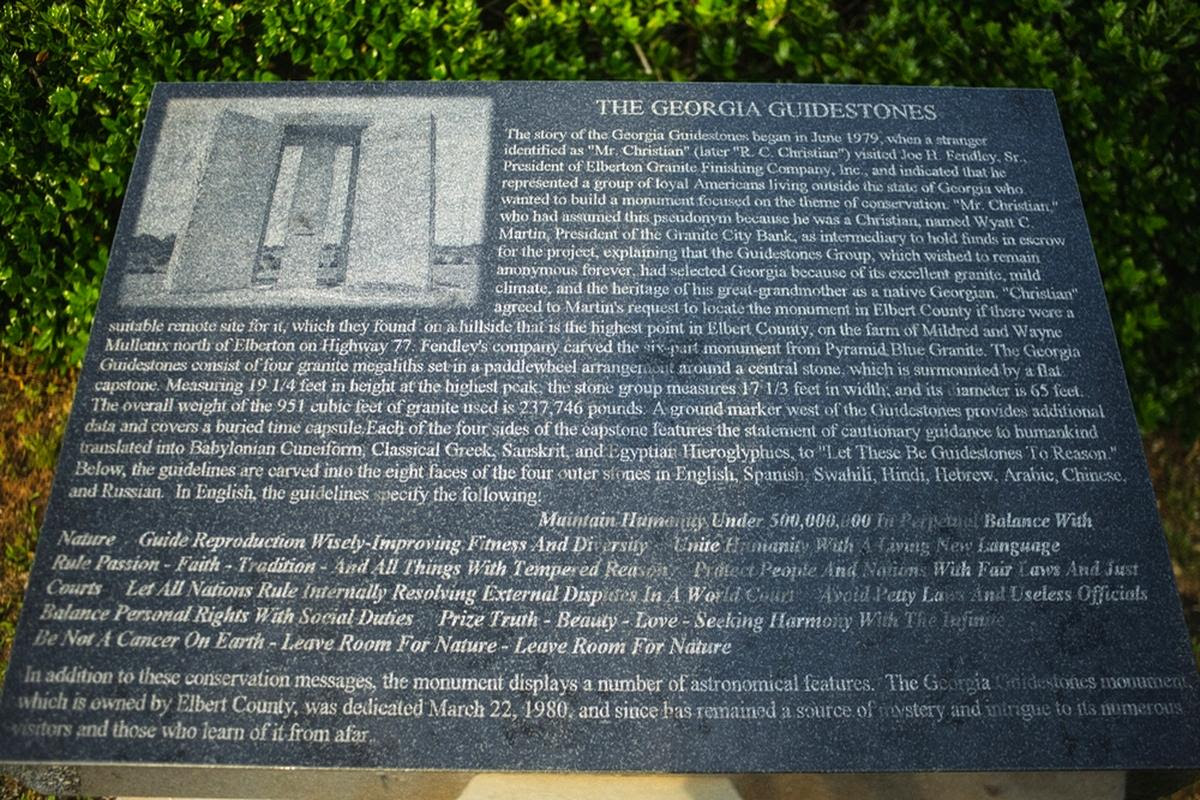 THE GEORGIA GUIDESTONES
The story of the Georgia Guidestones began in June 1979, when a stranger
identified as "Mr. Christian" (later "R. C. Christian") visited Joe H. Fendley, Sr.,
President of Elberton Granite Finishing Company, Inc., and indicated that he
represented a group of loyal Americans living outside the state of Georgia who
wanted to build a monument focused on the theme of conservation. "Mr. Christian,"
who had assumed this pseudonym because he was a Christian, named Wyatt C.
Martin, President of the Granite City Bank, as intermediary to hold funds in escrow
for the project, explaining that the Guidestones Group, which wished to remain
anonymous forever, had selected Georgia because of its excellent granite, mild
climate, and the heritage of his great-grandmother as a native Georgian. "Christian"
agreed to Martin's request to locate the monument in Elbert County if there were a
suitable remote site for it, which they found on a hillside that is the highest point in Elbert County, on the farm of Mildred and Wayne
Mullenix north of Elberton on Highway 77. Fendley's company carved the six-part monument from Pyramid Blue Granite. The Georgia
Guidestones consist of four granite megaliths set in a paddlewheel arrangement around a central stone, which is surmounted by a flat
capstone. Measuring 19 1/4 feet in height at the highest peak, the stone group measures 17 1/3 feet in width, and its diameter is 65 feet.
The overall weight of the 951 cubic feet of granite used is 237,746 pounds. A ground marker west of the Guidestones provides additional
data and covers a buried time capsule.Each of the four sides of the capstone features the statement of cautionary guidance to humankind
translated into Babylonian Cuneiform, Classical Greek, Sanskrit, and Egyptian Hieroglyphics, to "Let These Be Guidestones To Reason."
Below, the guidelines are carved into the eight faces of the four outer stones in English, Spanish, Swahili, Hindi, Hebrew, Arabic, Chinese,
and Russian. In English, the guidelines specify the following:
Maintain Humanity Under 500,000,000 In Perpetual Balance With
Nature Guide Reproduction Wisely-Improving Fitness And Diversity Unite Humanity With A Living New Language
Rule Passion - Faith - Tradition - And All Things With Tempered Reason Protect People And Nations With Fair Laws And Just
Courts Let All Nations Rule Internally Resolving External Disputes In A World Court Avoid Petty Laws And Useless Officials
Balance Personal Rights With Social Duties Prize Truth - Beauty - Love - Seeking Harmony With The Infinite
Be Not A Cancer On Earth - Leave Room For Nature - Leave Room For Nature
In addition to these conservation messages, the monument displays a number of astronomical features. The Georgia Guidestones monument,
which is owned by Elbert County, was dedicated March 22, 1980, and since has remained a source of mystery and intrigue to its numerous
visitors and those who learn of it from afar.